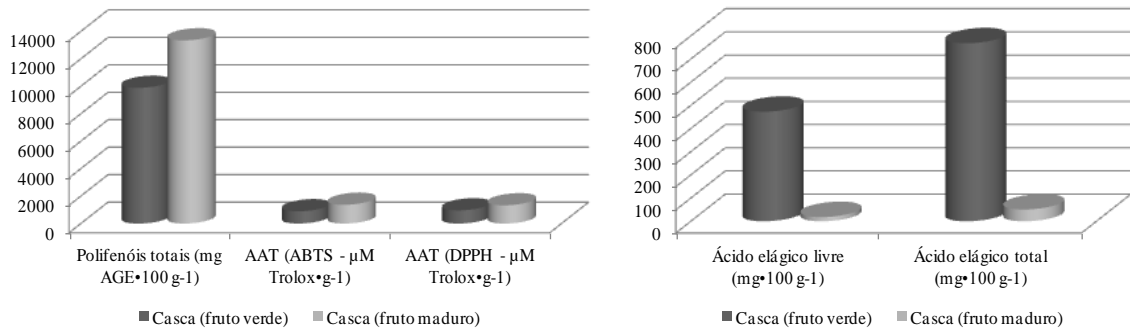 14000
12000
10000
8000
6000
4000
2000
0
Polifenóis totais (mg
AGE•100 g-1)
AAT (ABTS - µM
Trolox•g-1)
AAT (DPPH - µM
Trolox•g-1)
Casca (fruto verde)
Casca (fruto maduro)
800
700
600
500
400
300
200
100
0
Ácido elágico livre
(mg•100 g-1)
Ácido elágico total
(mg•100 g-1)
Casca (fruto verde)
Casca (fruto maduro)